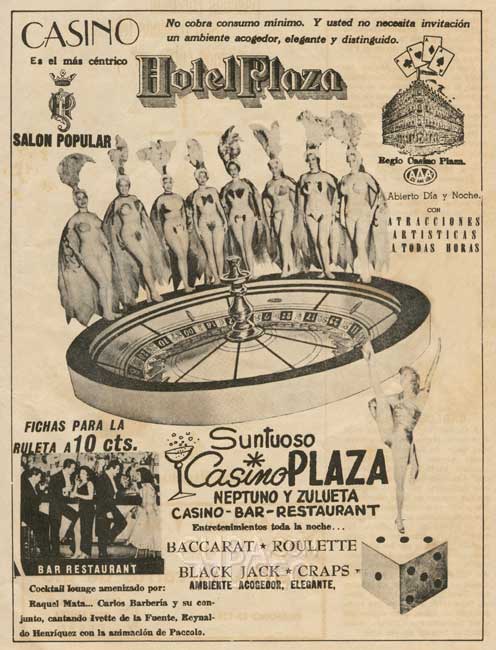 CASINO
No cobra consumo mínimo. Y usted no necesita invitación
un ambiente acogedor, elegante y distinguido.
Es el más céntrico
Hotel Plaza
SALON POPULAR
Regio Casino Plaza.
Abierto Día y Noche.
CON
ATRACCIONES
ARTISTICAS
A TODAS HORAS
FICHAS PARA LA
RULETA A 10 cts.
Suntuoso
Casino PLAZA
NEPTUNO Y ZULUETA
CASINO-BAR-RESTAURANT
Entretenimientos toda la noche...
BACCARAT ★ ROULETTE
BLACK JACK ★ CRAPS ★
AMBIENTE ACOGEDOR, ELEGANTE,
BAR RESTAURANT
Cocktail lounge amenizado por:
Raquel Mata... Carlos Barbería y su con-
junto, cantando Ivette de la Fuente, Reynal-
do Henríquez con la animación de Paccolo.